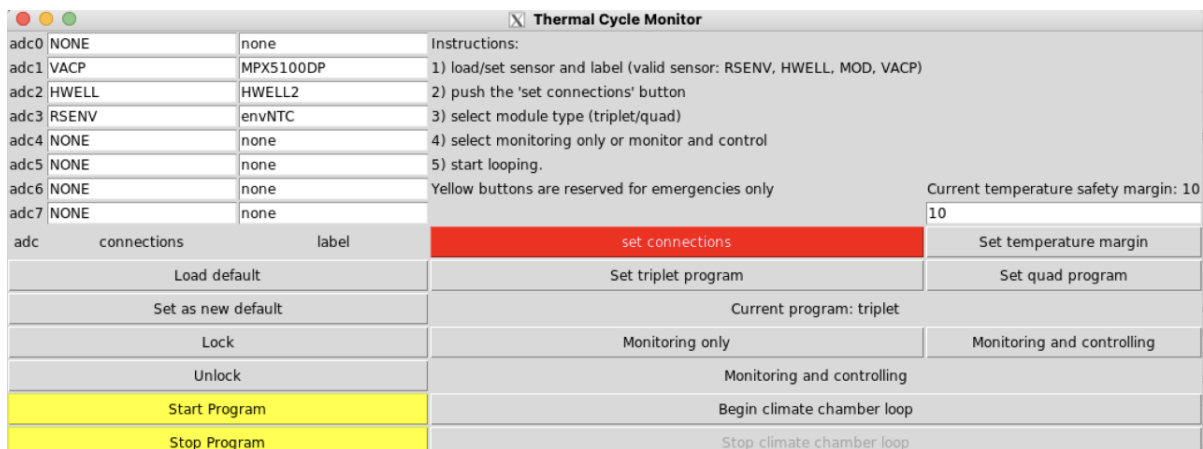 Thermal Cycle Monitor
adc0 NONE none Instructions:
adc1 VACP MPX5100DP 1) load/set sensor and label (valid sensor: RSENV, HWELL, MOD, VACP)
adc2 HWELL HWELL2 2) push the 'set connections' button
adc3 RSENV envNTC 3) select module type (triplet/quad)
adc4 NONE none 4) select monitoring only or monitor and control
adc5 NONE none 5) start looping.
adc6 NONE none Yellow buttons are reserved for emergencies only Current temperature safety margin: 10
adc7 NONE none 10
adc connections label set connections Set temperature margin
Load default Set triplet program Set quad program
Set as new default Current program: triplet
Lock Monitoring only Monitoring and controlling
Unlock Monitoring and controlling
Start Program Begin climate chamber loop
Stop Program Stop climate chamber loop